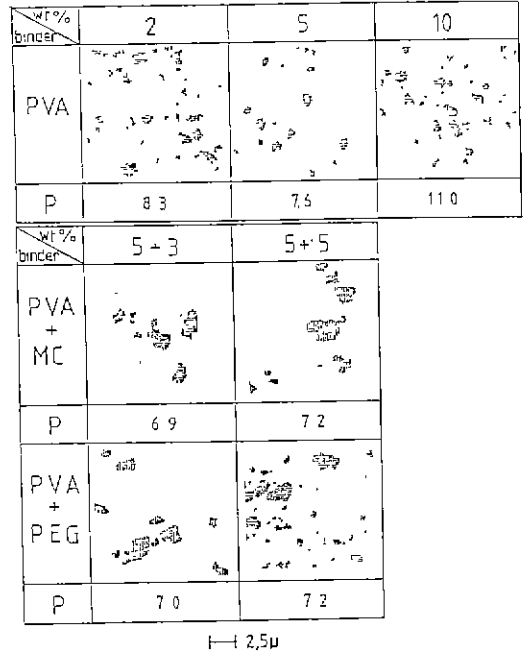 wt% 2 5 10
binder
PVA
P 8.3 7.5 11.0
wt% 5+3 5+5
binder
PVA
+
MC
P 6.9 7.2
PVA
+
PEG
P 7.0 7.2
2,5μ